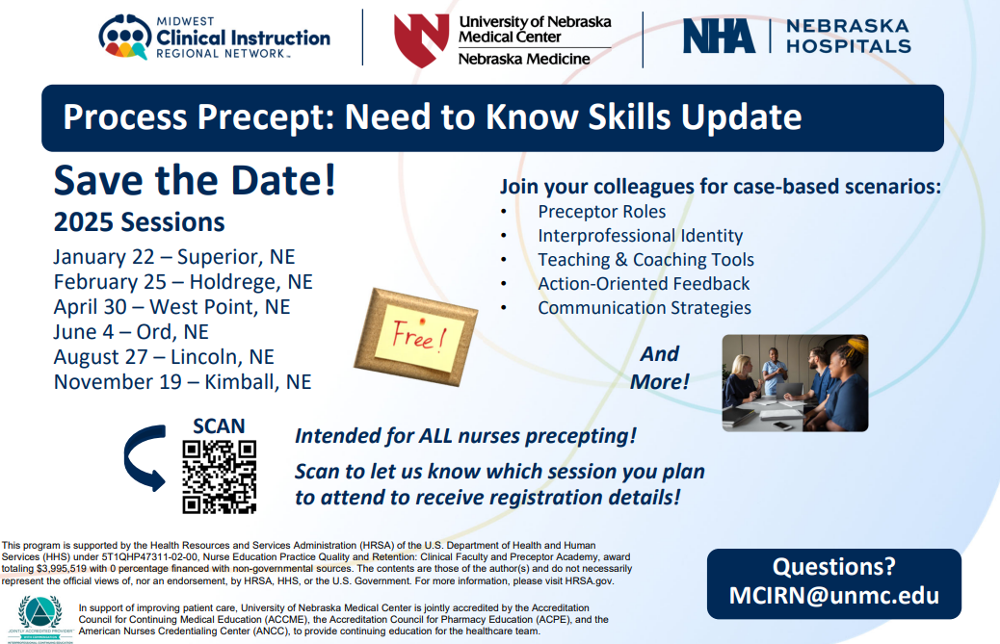 MIDWEST
Clinical Instruction
REGIONAL NETWORK™
University of Nebraska
Medical Center
Nebraska Medicine
NHA
NEBRASKA
HOSPITALS
Process Precept: Need to Know Skills Update
Save the Date!
2025 Sessions
January 22 – Superior, NE
February 25 – Holdrege, NE
April 30 – West Point, NE
June 4 – Ord, NE
August 27 – Lincoln, NE
November 19 – Kimball, NE
Free!
Join your colleagues for case-based scenarios:
• Preceptor Roles
• Interprofessional Identity
• Teaching & Coaching Tools
• Action-Oriented Feedback
• Communication Strategies
And
More!
SCAN
Intended for ALL nurses precepting!
Scan to let us know which session you plan
to attend to receive registration details!
This program is supported by the Health Resources and Services Administration (HRSA) of the U.S. Department of Health and Human
Services (HHS) under 5T1QHP47311-02-00, Nurse Education Practice Quality and Retention: Clinical Faculty and Preceptor Academy, award
totaling $3,995,519 with 0 percentage financed with non-governmental sources. The contents are those of the author(s) and do not necessarily
represent the official views of, nor an endorsement, by HRSA, HHS, or the U.S. Government. For more information, please visit HRSA.gov.
Questions?
MCIRN@unmc.edu
JOINTLY ACCREDITED PROVIDER™
In support of improving patient care, University of Nebraska Medical Center is jointly accredited by the Accreditation
Council for Continuing Medical Education (ACCME), the Accreditation Council for Pharmacy Education (ACPE), and the
American Nurses Credentialing Center (ANCC), to provide continuing education for the healthcare team.